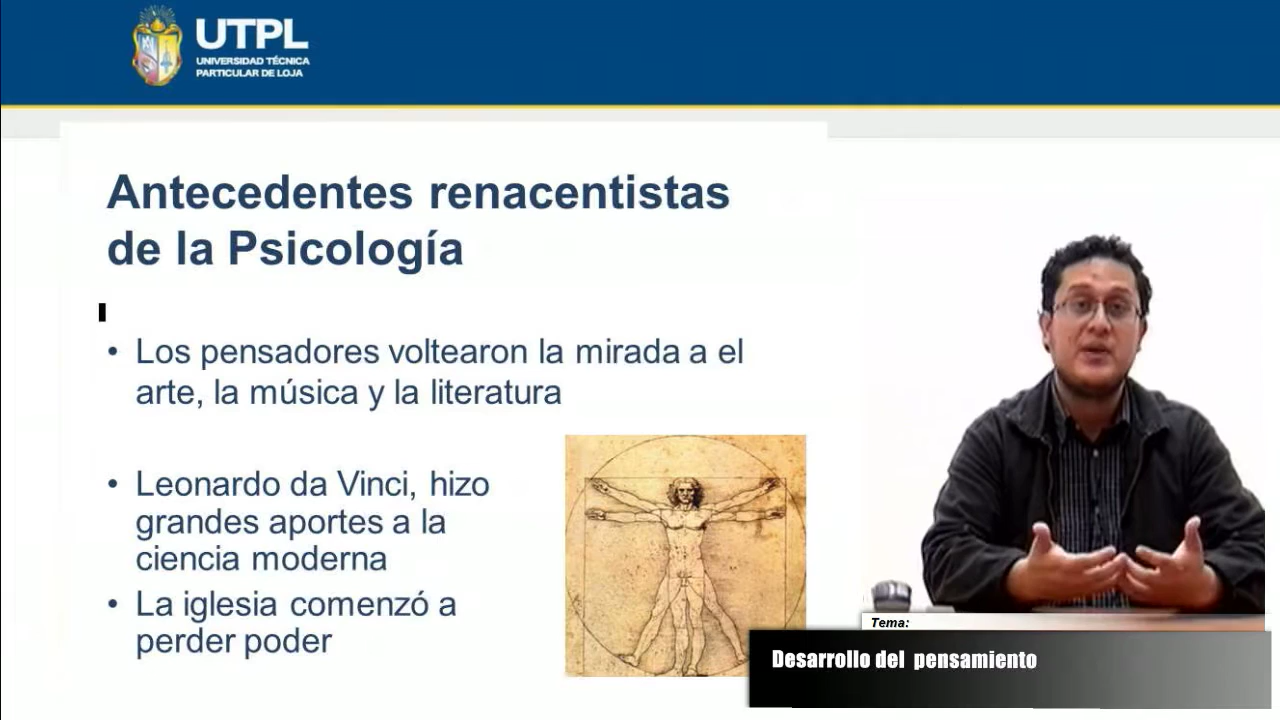 UTPL
UNIVERSIDAD TÉCNICA
PARTICULAR DE LOJA
Antecedentes renacentistas
de la Psicología
• Los pensadores voltearon la mirada a el
arte, la música y la literatura
• Leonardo da Vinci, hizo
grandes aportes a la
ciencia moderna
• La iglesia comenzó a
perder poder
Tema:
Desarrollo del pensamiento